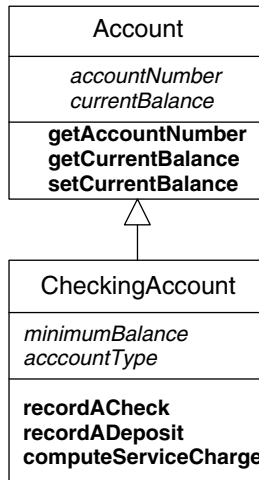 Account
accountNumber
currentBalance
getAccountNumber
getCurrentBalance
setCurrentBalance
CheckingAccount
minimumBalance
acccountType
recordACheck
recordADeposit
computeServiceCharge